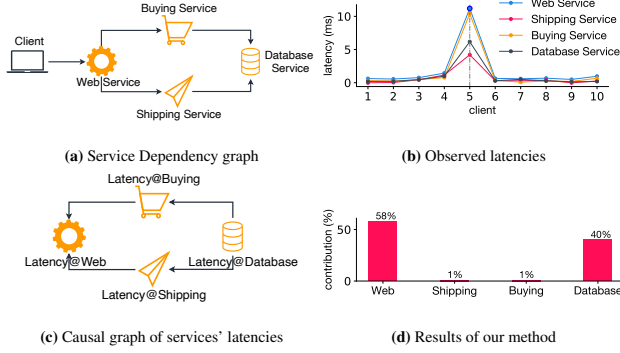 Buying Service
Client
Web Service
Database
Service
Shipping Service
(a) Service Dependency graph
Web Service
Shipping Service
Buying Service
Database Service
latency (ms)
10
5
0
1 2 3 4 5 6 7 8 9 10
client
(b) Observed latencies
Latency@Buying
Latency@Web
Latency@Database
Latency@Shipping
(c) Causal graph of services' latencies
contribution (%)
50
0
58%
1%
1%
40%
Web Shipping Buying Database
(d) Results of our method